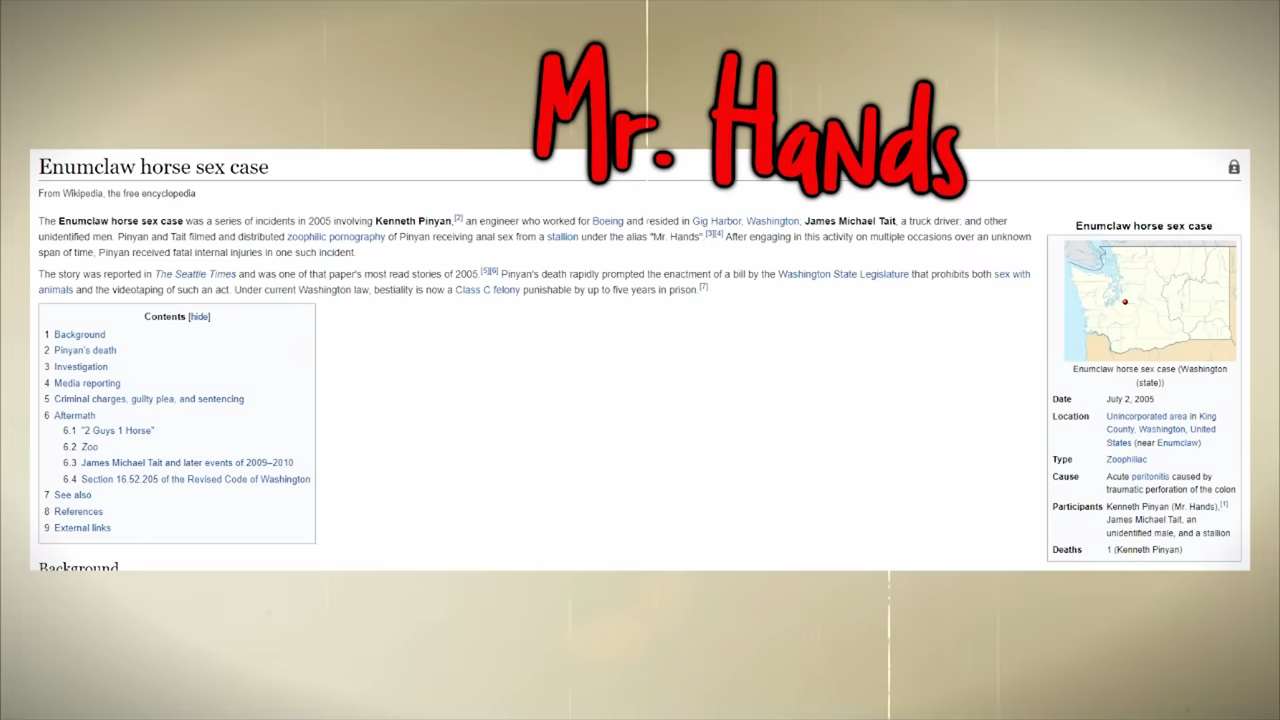 Mr. Hands
Enumclaw horse sex case
From Wikipedia, the free encyclopedia
The Enumclaw horse sex case was a series of incidents in 2005 involving Kenneth Pinyan,[2] an engineer who worked for Boeing and resided in Gig Harbor, Washington; James Michael Tait, a truck driver; and other
unidentified men. Pinyan and Tait filmed and distributed zoophilic pornography of Pinyan receiving anal sex from a stallion under the alias "Mr. Hands".[3][4] After engaging in this activity on multiple occasions over an unknown
span of time, Pinyan received fatal internal injuries in one such incident.
The story was reported in The Seattle Times and was one of that paper's most read stories of 2005.[5][6] Pinyan's death rapidly prompted the enactment of a bill by the Washington State Legislature that prohibits both sex with
animals and the videotaping of such an act. Under current Washington law, bestiality is now a Class C felony punishable by up to five years in prison.[7]
Contents [hide]
1 Background
2 Pinyan's death
3 Investigation
4 Media reporting
5 Criminal charges, guilty plea, and sentencing
6 Aftermath
6.1 "2 Guys 1 Horse"
6.2 Zoo
6.3 James Michael Tait and later events of 2009–2010
6.4 Section 16.52.205 of the Revised Code of Washington
7 See also
8 References
9 External links
Background
Enumclaw horse sex case
Enumclaw horse sex case (Washington
(state))
Date July 2, 2005
Location Unincorporated area in King
County, Washington, United
States (near Enumclaw)
Type Zoophiliac
Cause Acute peritonitis caused by
traumatic perforation of the colon
Participants Kenneth Pinyan (Mr. Hands),[1]
James Michael Tait, an
unidentified male, and a stallion
Deaths 1 (Kenneth Pinyan)